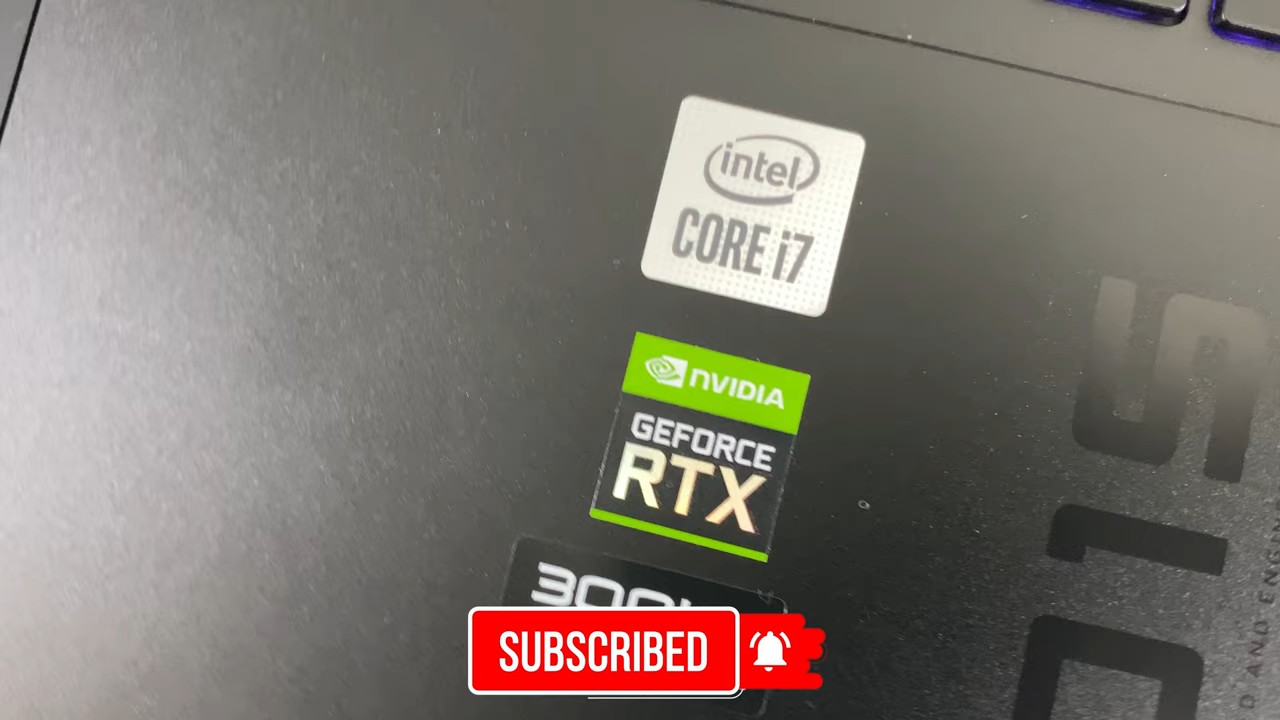 intel
CORE i7
NVIDIA
GEFORCE
RTX
SUBSCRIBED